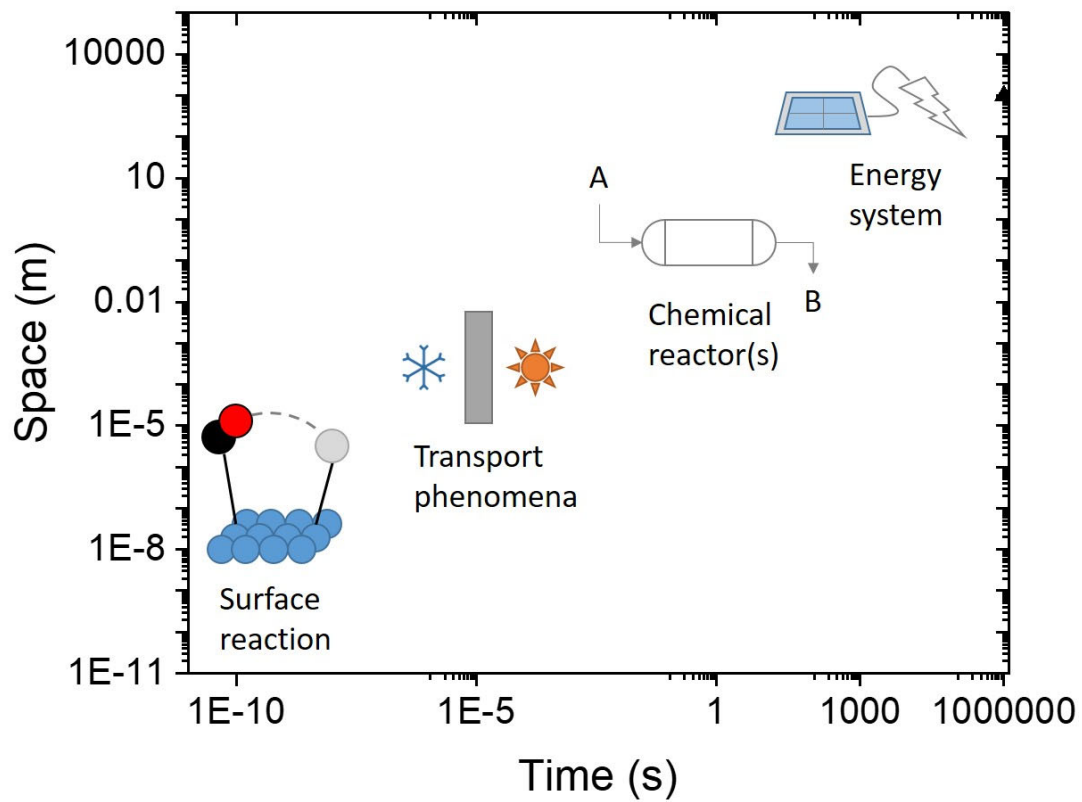 10000
10
0.01
1E-5
1E-8
1E-11
Space (m)
A
B
Energy
system
Chemical
reactor(s)
Transport
phenomena
Surface
reaction
1E-10
1E-5
1
1000
1000000
Time (s)